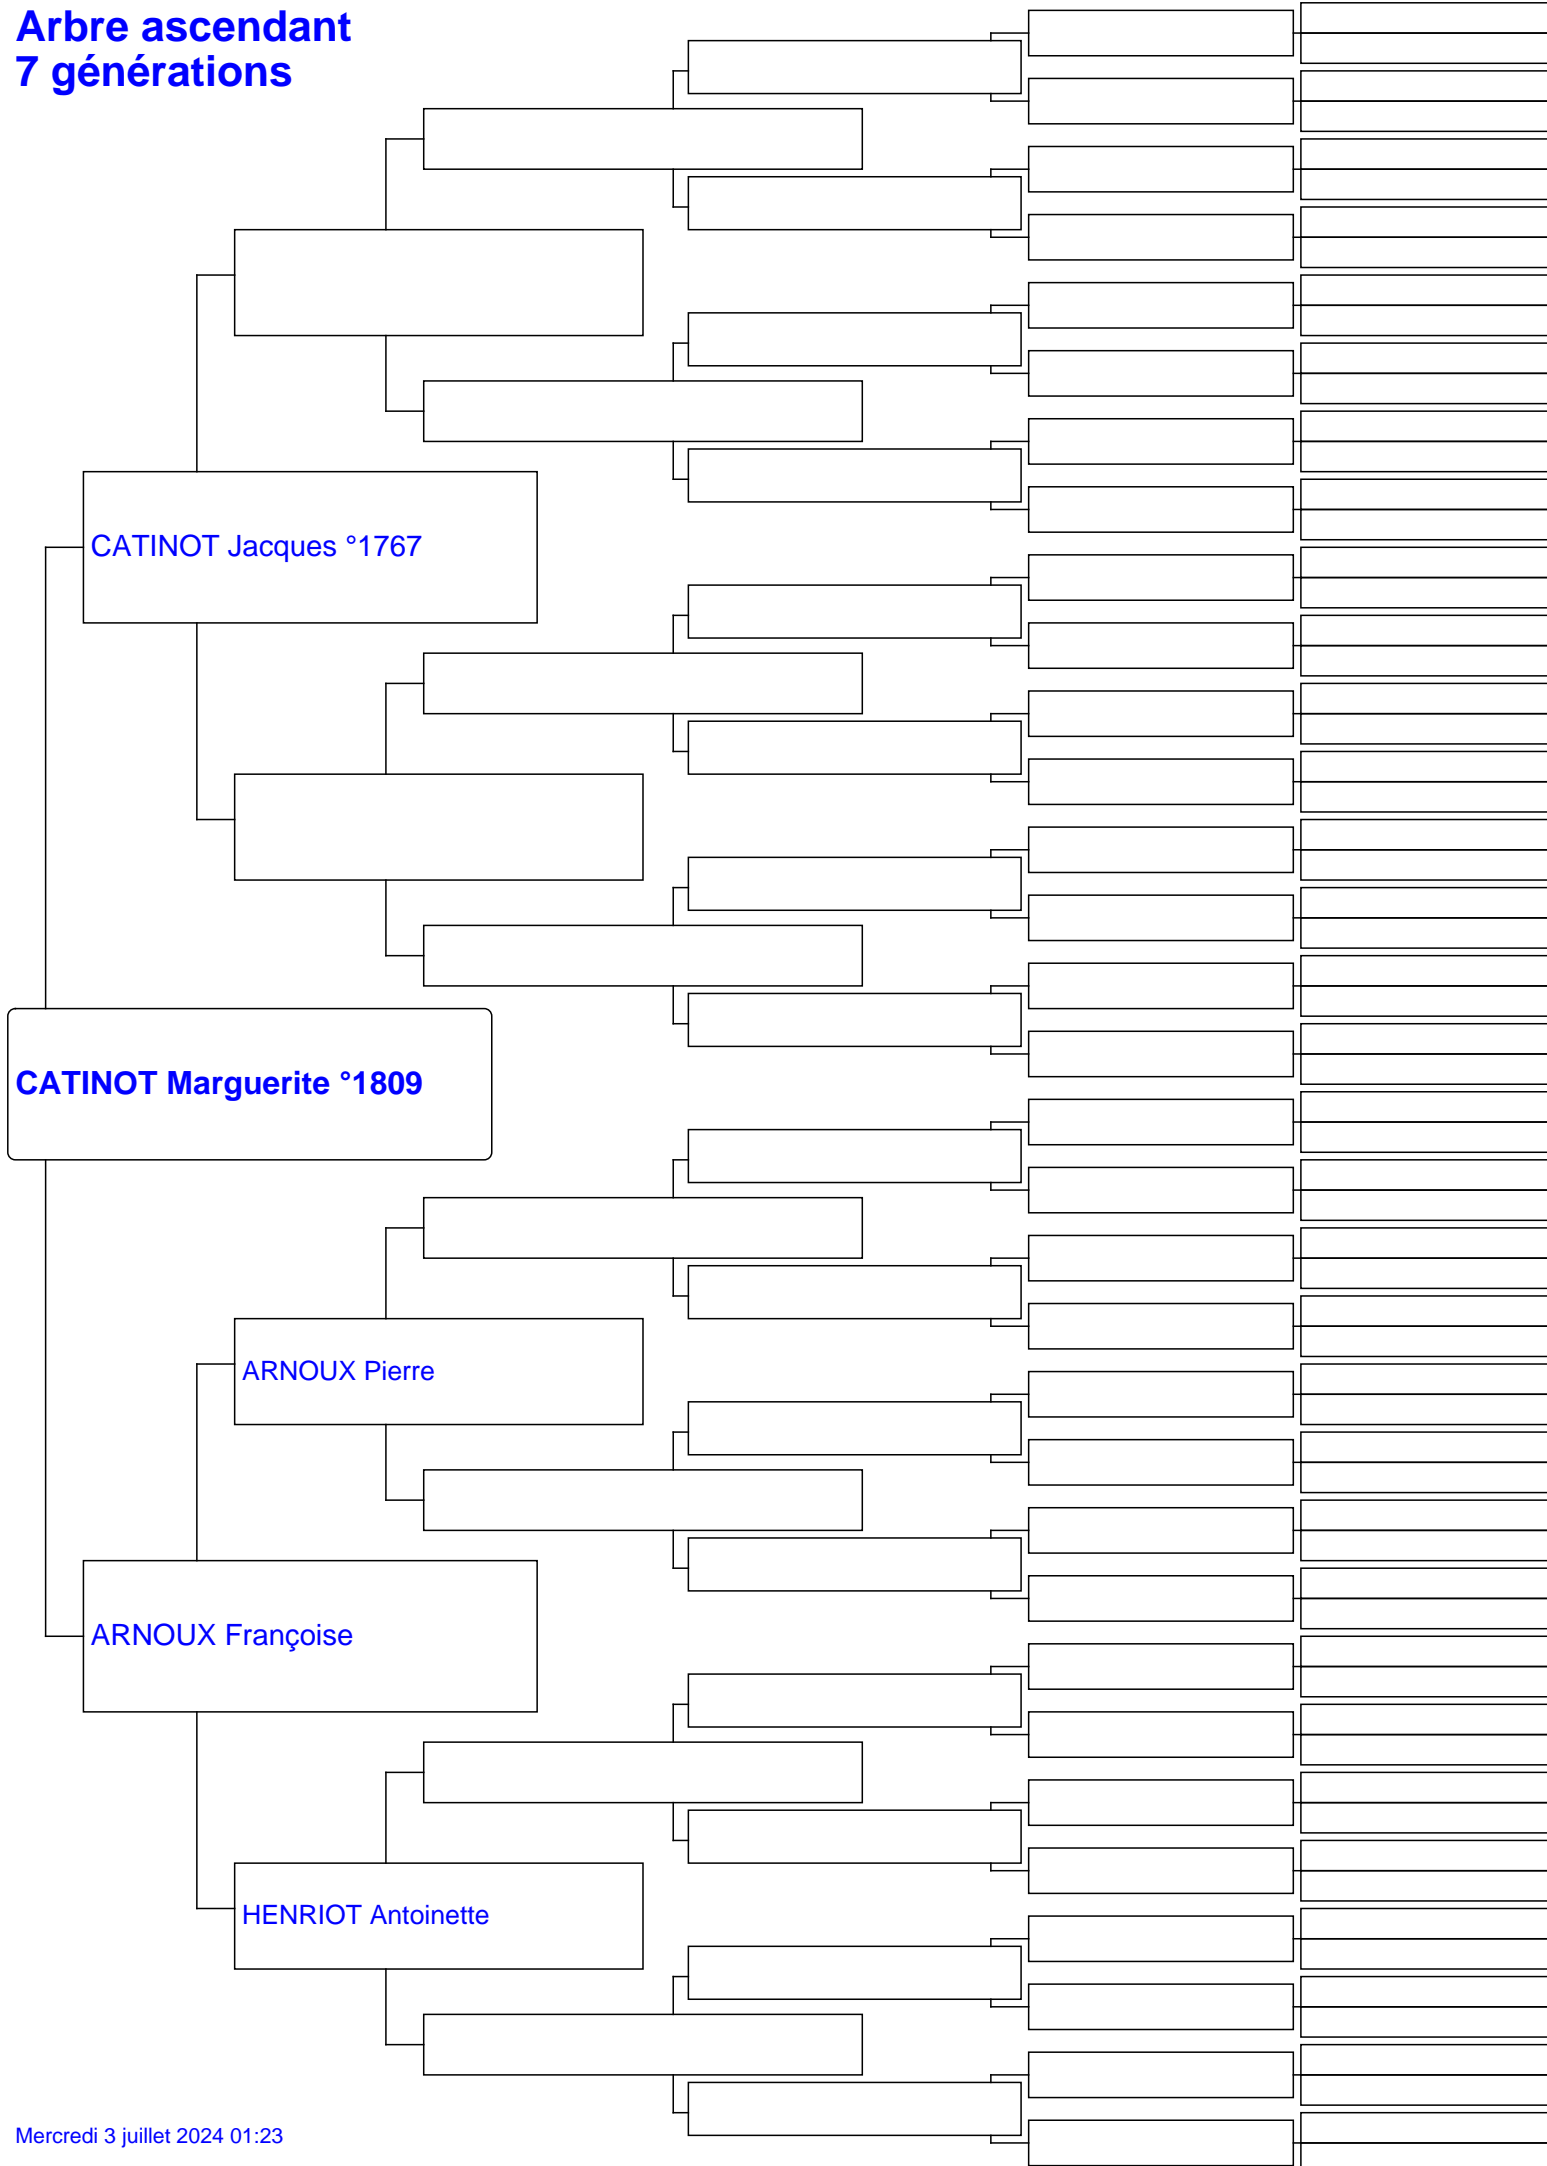 Arbre ascendant
7 générations
CATINOT Jacques °1767
CATINOT Marguerite °1809
ARNOUX Pierre
ARNOUX Françoise
HENRIOT Antoinette
Mercredi 3 juillet 2024 01:23